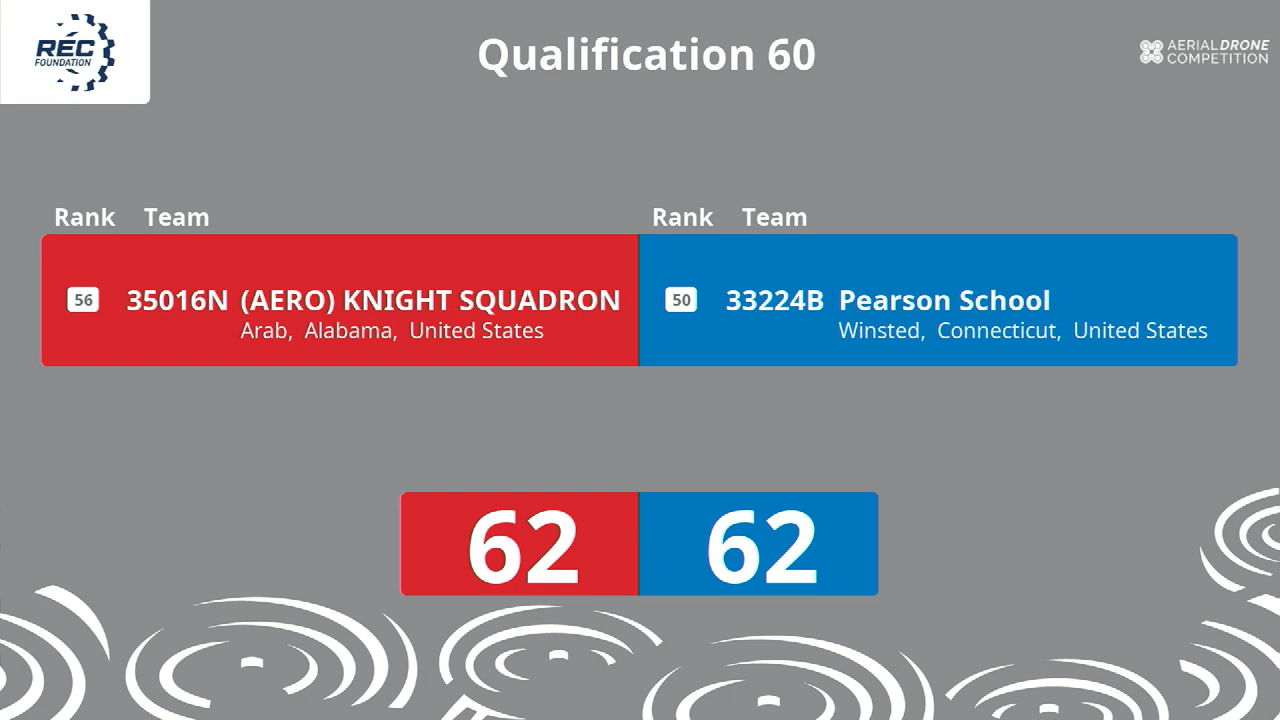 REC
FOUNDATION
Qualification 60
AERIALDRONE
COMPETITION
Rank Team
56 35016N (AERO) KNIGHT SQUADRON
Arab, Alabama, United States
Rank Team
50 33224B Pearson School
Winsted, Connecticut, United States
62 62